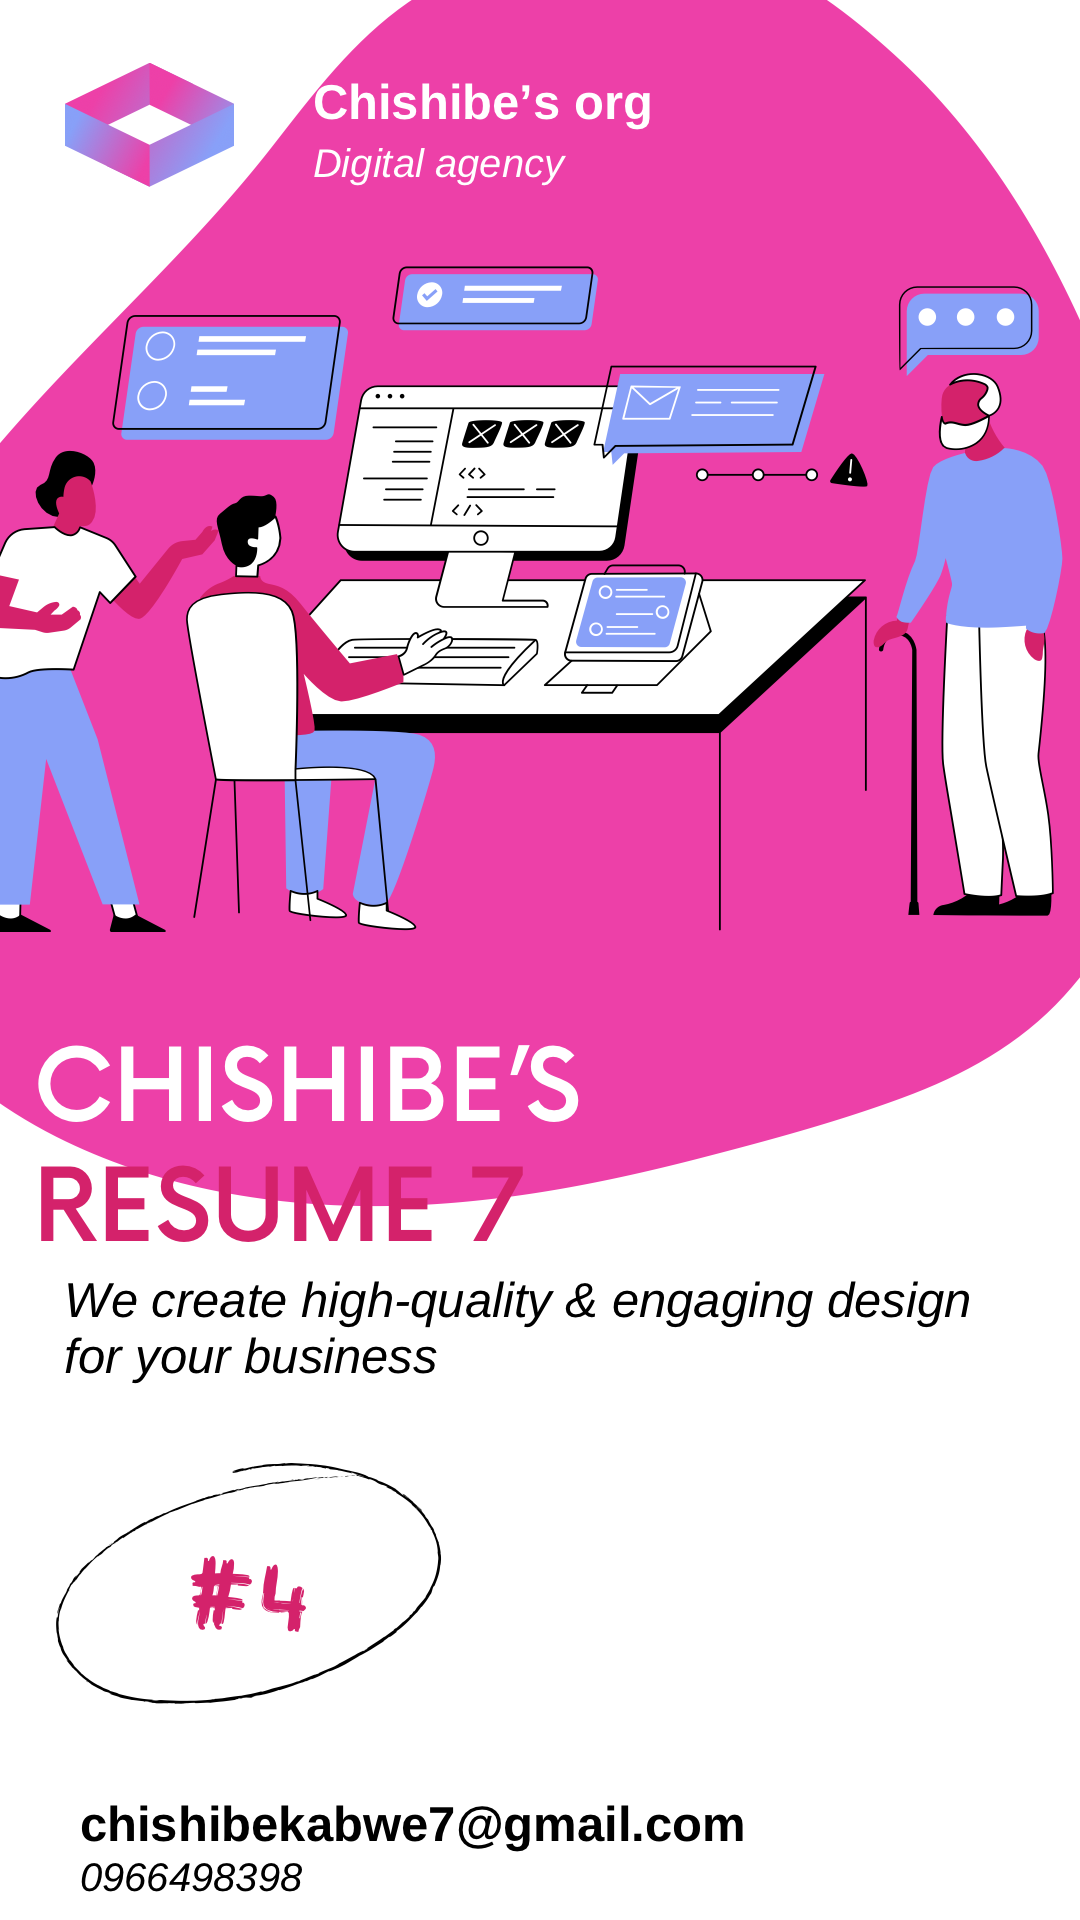 Chishibe’s org
Digital agency
CHISHIBE’S
RESUME 7
We create high-quality & engaging design
for your business
#4
chishibekabwe7@gmail.com
0966498398